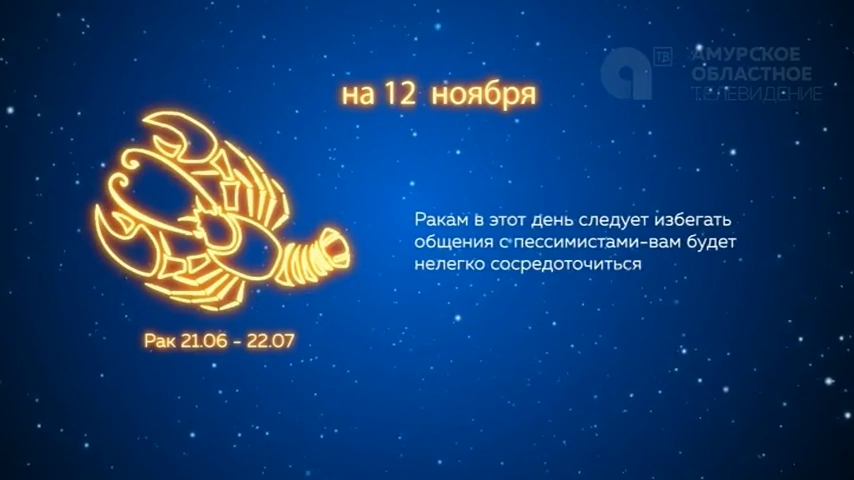 ТВ
АМУРСКОЕ
ОБЛАСТНОЕ
ТЕЛЕВИДЕНИЕ
на 12 ноября
Ракам в этот день следует избегать
общения с пессимистами-вам будет
нелегко сосредоточиться
Рак 21.06 - 22.07